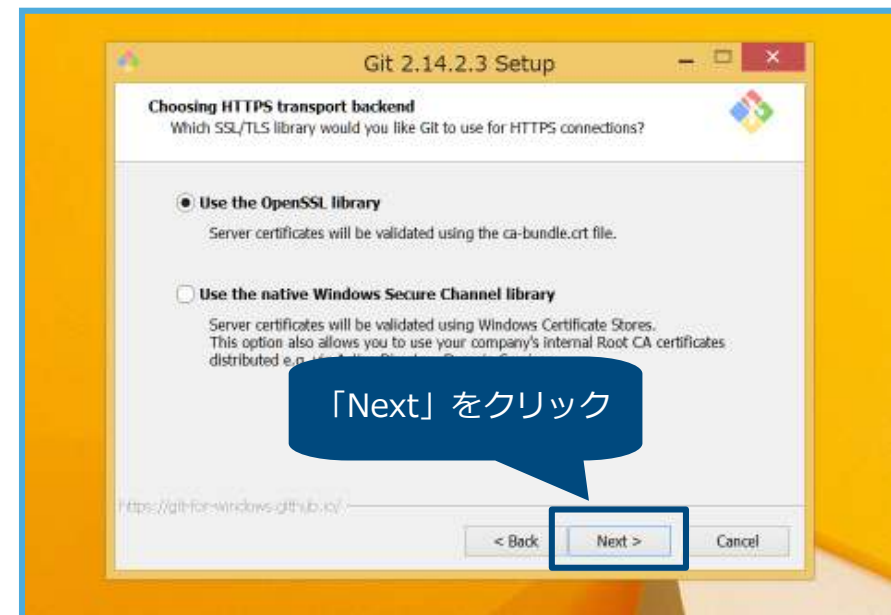 Git 2.14.2.3 Setup
Choosing HTTPS transport backend
Which SSL/TLS library would you like Git to use for HTTPS connections?
Use the OpenSSL library
Server certificates will be validated using the ca-bundle.crt file.
Use the native Windows Secure Channel library
Server certificates will be validated using Windows Certificate Stores.
This option also allows you to use your company's internal Root CA certificates
distributed e.g.
「Next」をクリック
https://git-for-windows.github.io/
< Back
Next >
Cancel